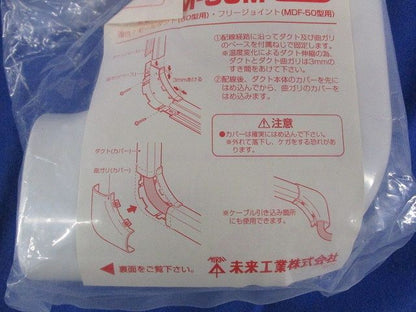 50型用)・フリージョイント(MDF-50型用)
①配線経路に沿ってダクト及び曲ガリ
のベースを付属ねじで固定します。
※温度変化によるダクト伸縮の為、
ダクトとダクト曲ガリは3mmの
すき間をあけて下さい。
②配線後、ダクト本体のカバーを先に
はめ込んでから、曲ガリのカバーを
はめ込みます。
3mmあける
⚠注意
●カバーは確実にはめ込んで下さい。
※外れて落下し、ケガをする恐れが
あります。
ダクト(カバー)
曲ガリ(カバー)
※ケーブル引き込み箇所
にも使用できます。
▲裏面をご覧下さい。▲
未来工業株式会社